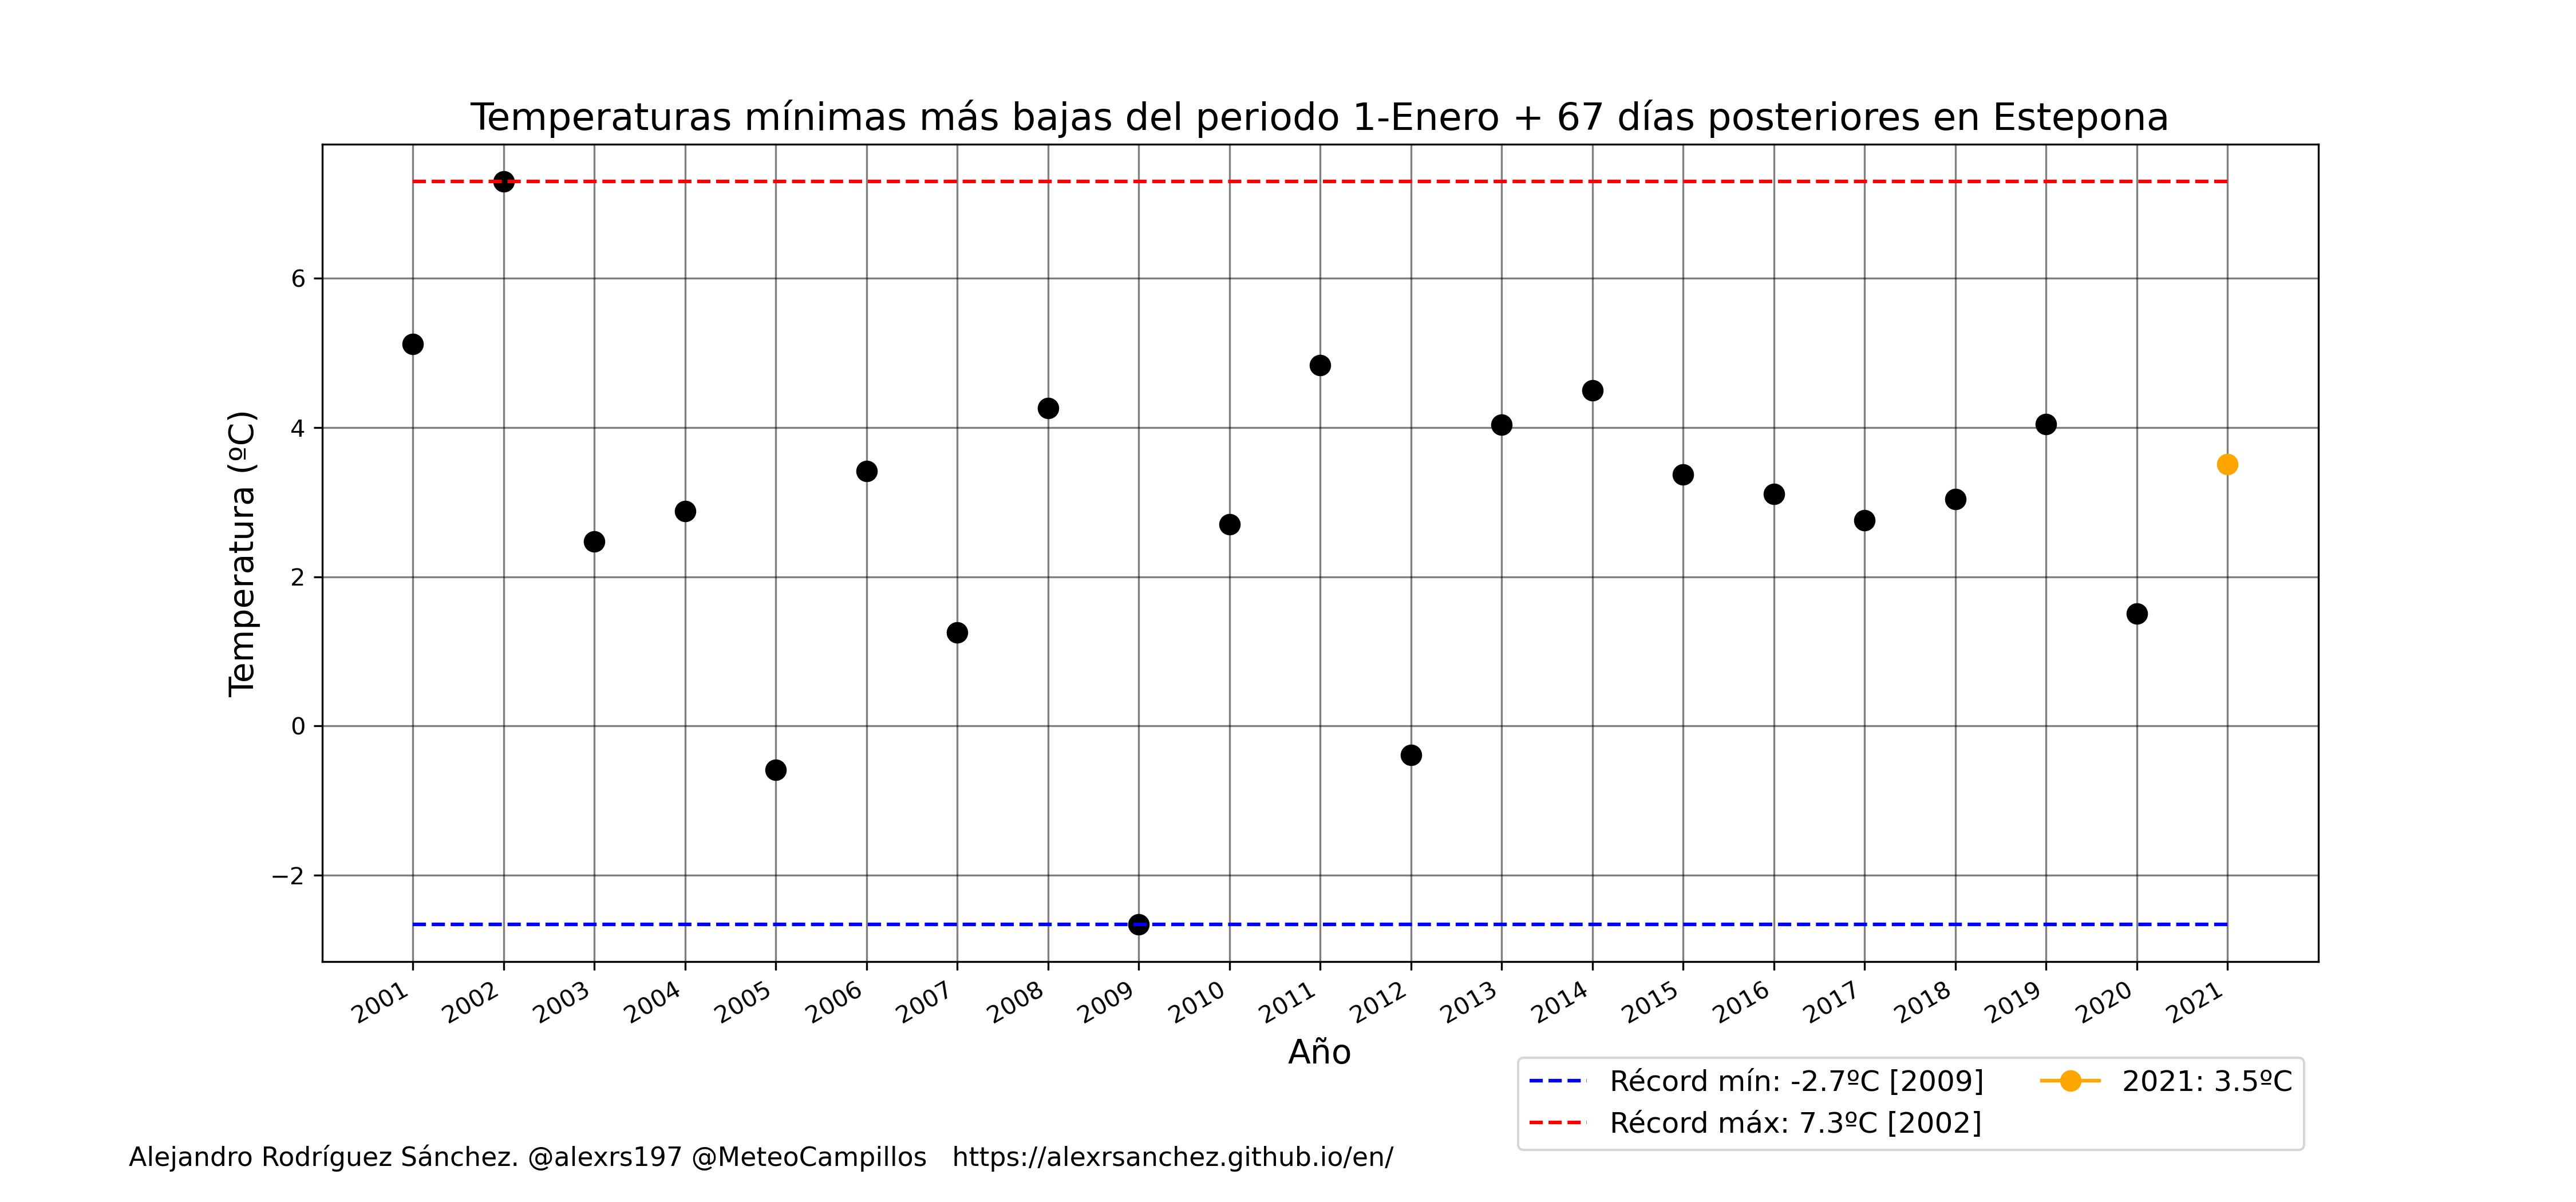 Temperaturas mínimas más bajas del periodo 1-Enero + 67 días posteriores en Estepona
Temperatura (ºC)
6
4
2
0
−2
2001 2002 2003 2004 2005 2006 2007 2008 2009 2010 2011 2012 2013 2014 2015 2016 2017 2018 2019 2020 2021
Año
Récord mín: -2.7ºC [2009] 2021: 3.5ºC
Récord máx: 7.3ºC [2002]
Alejandro Rodríguez Sánchez. @alexrs197 @MeteoCampillos https://alexrsanchez.github.io/en/